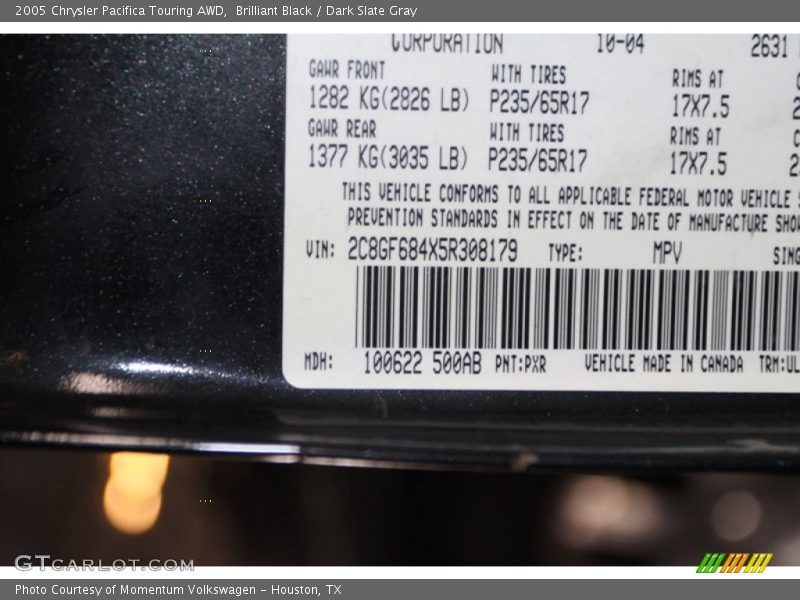 2005 Chrysler Pacifica Touring AWD,  Brilliant Black / Dark Slate Gray
CORPORATION 10-04 2631
GAWR FRONT WITH TIRES RIMS AT
1282 KG(2826 LB) P235/65R17 17X7.5
GAWR REAR WITH TIRES RIMS AT
1377 KG(3035 LB) P235/65R17 17X7.5
THIS VEHICLE CONFORMS TO ALL APPLICABLE FEDERAL MOTOR VEHICLE S
PREVENTION STANDARDS IN EFFECT ON THE DATE OF MANUFACTURE SHO
VIN: 2C8GF684X5R308179 TYPE: MPV SING
MDH: 100622 500AB PNT:PXR VEHICLE MADE IN CANADA TRM:UL
GTCARLOT.COM
Photo Courtesy of Momentum Volkswagen - Houston, TX